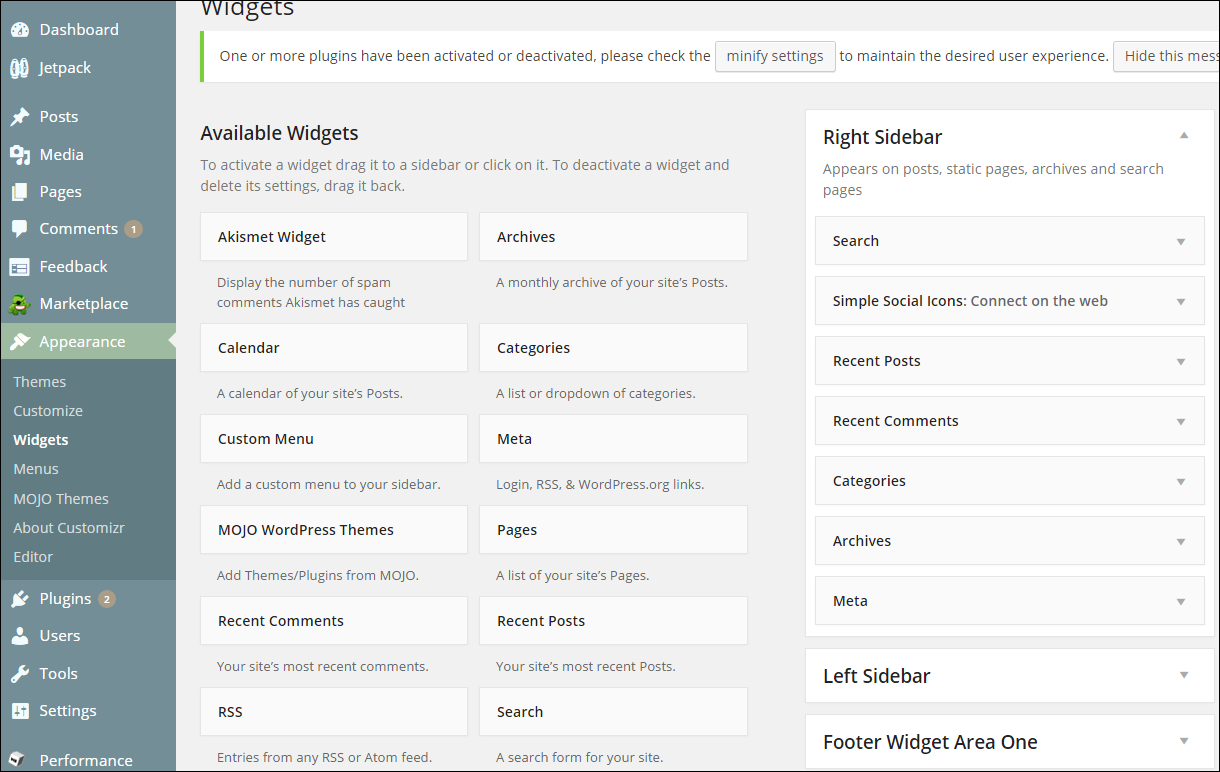 Dashboard
Jetpack
Posts
Media
Pages
Comments 1
Feedback
Marketplace
Appearance
Themes
Customize
Widgets
Menus
MOJO Themes
About Customizr
Editor
Plugins 2
Users
Tools
Settings
Performance
Widgets
One or more plugins have been activated or deactivated, please check the minify settings to maintain the desired user experience. Hide this mess
Available Widgets
To activate a widget drag it to a sidebar or click on it. To deactivate a widget and
delete its settings, drag it back.
Akismet Widget
Display the number of spam
comments Akismet has caught
Archives
A monthly archive of your site’s Posts.
Calendar
A calendar of your site’s Posts.
Categories
A list or dropdown of categories.
Custom Menu
Add a custom menu to your sidebar.
Meta
Login, RSS, & WordPress.org links.
MOJO WordPress Themes
Add Themes/Plugins from MOJO.
Pages
A list of your site’s Pages.
Recent Comments
Your site’s most recent comments.
Recent Posts
Your site’s most recent Posts.
RSS
Entries from any RSS or Atom feed.
Search
A search form for your site.
Right Sidebar
Appears on posts, static pages, archives and search
pages
Search
Simple Social Icons: Connect on the web
Recent Posts
Recent Comments
Categories
Archives
Meta
Left Sidebar
Footer Widget Area One